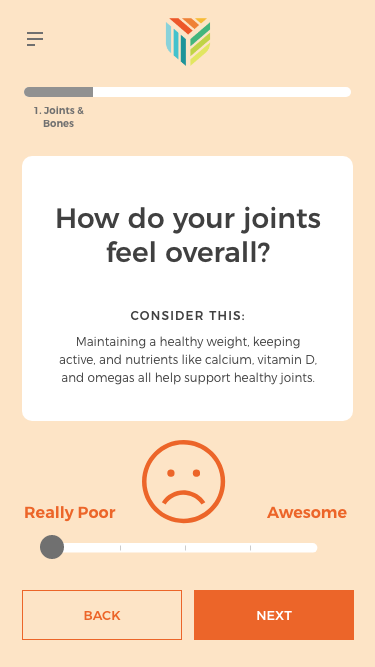 1. Joints &
Bones
How do your joints
feel overall?
CONSIDER THIS:
Maintaining a healthy weight, keeping
active, and nutrients like calcium, vitamin D,
and omegas all help support healthy joints.
Really Poor
Awesome
BACK
NEXT